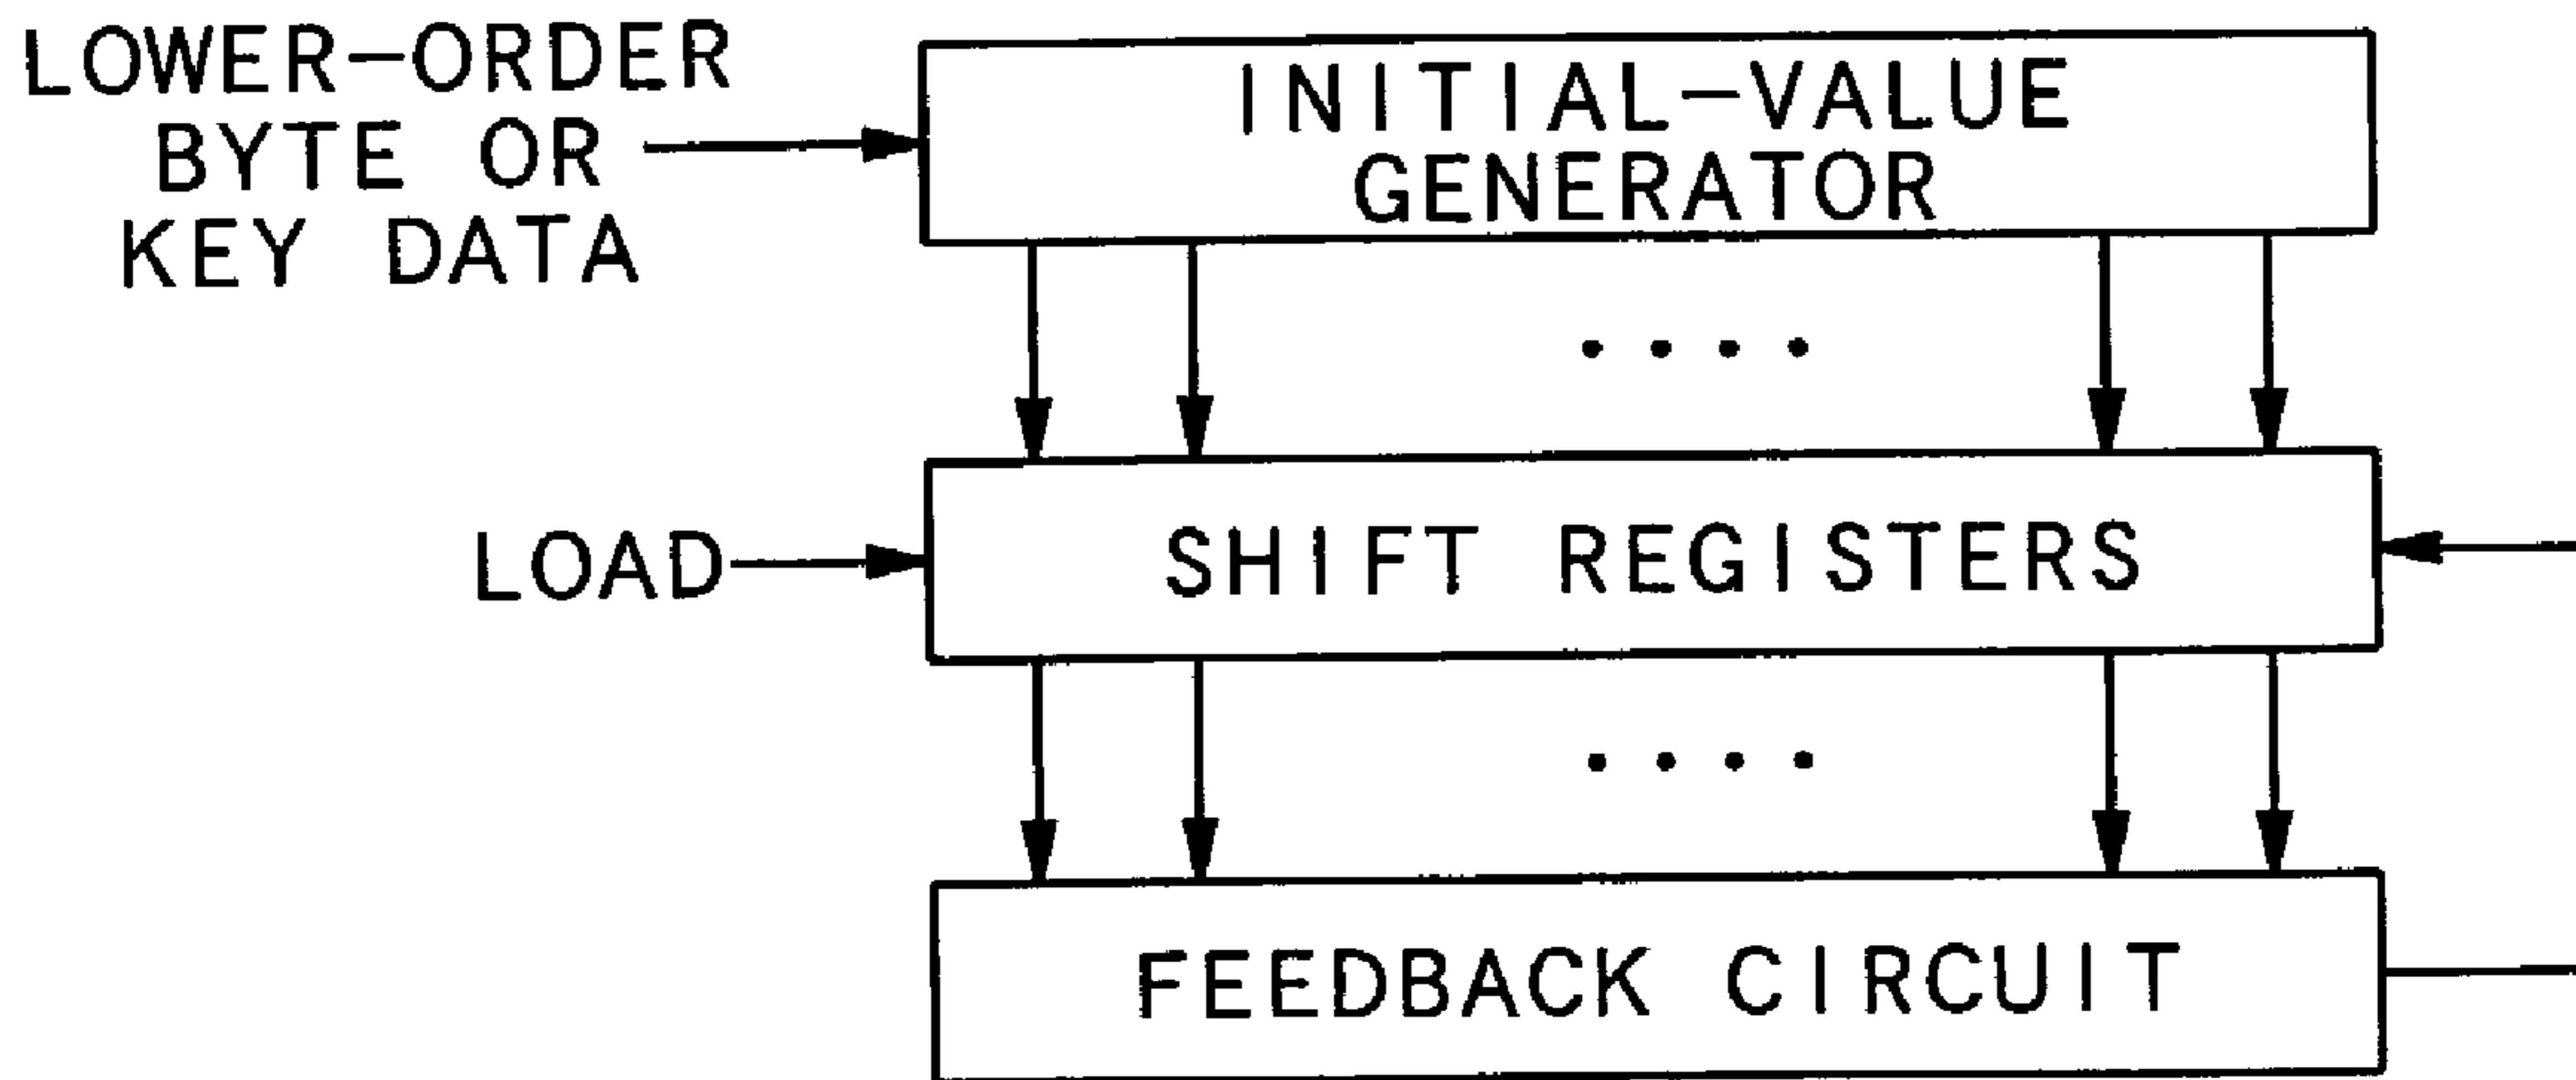 LOWER-ORDER
BYTE OR
KEY DATA
INITIAL-VALUE
GENERATOR
LOAD
SHIFT REGISTERS
FEEDBACK CIRCUIT